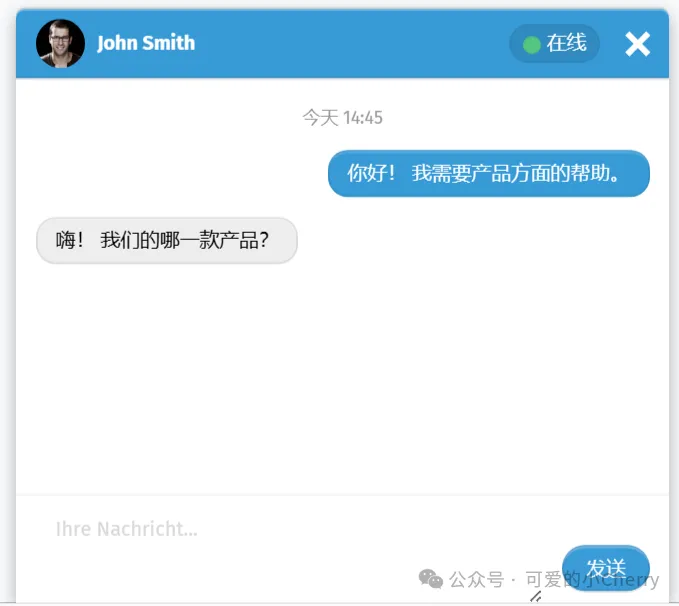 John Smith
在线
今天 14:45
你好! 我需要产品方面的帮助。
嗨! 我们的哪一款产品?
Ihre Nachricht...
发送
公众号 · 可爱的小Cherry